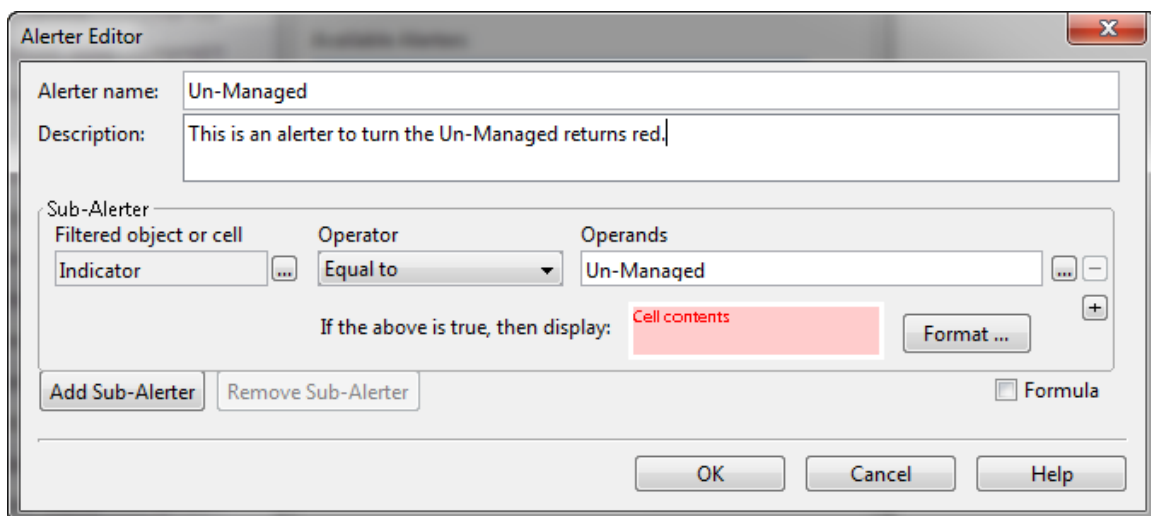 Alerter Editor
Alerter name: Un-Managed
Description: This is an alerter to turn the Un-Managed returns red.
Sub-Alerter
Filtered object or cell Operator Operands
Indicator ... Equal to Un-Managed ...
If the above is true, then display: Cell contents Format ...
Add Sub-Alerter Remove Sub-Alerter Formula
OK Cancel Help